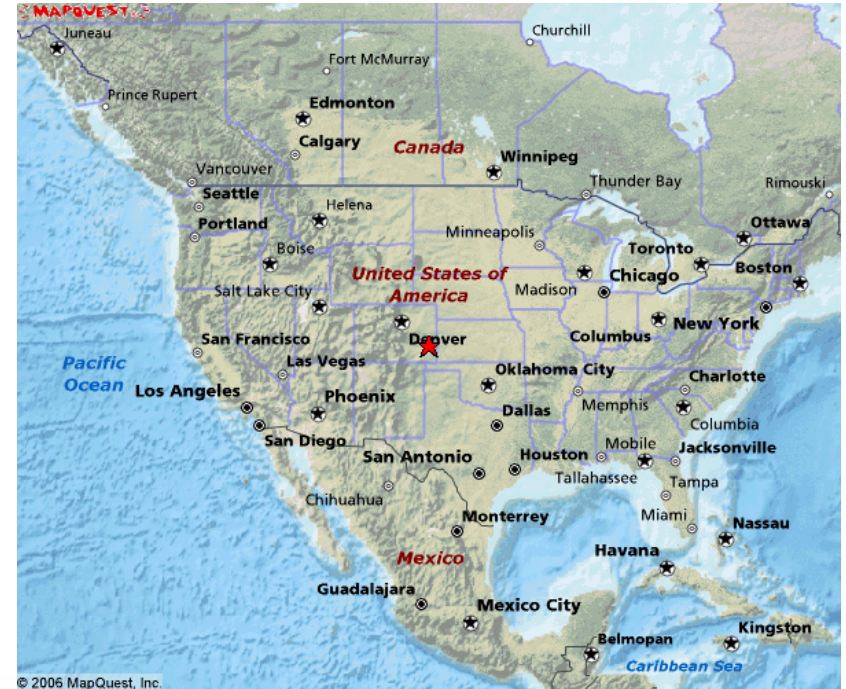 MAPQUEST
Juneau
Churchill
Fort McMurray
Prince Rupert
Edmonton
Calgary
Canada
Winnipeg
Vancouver
Thunder Bay
Rimouski
Seattle
Helena
Portland
Minneapolis
Ottawa
Toronto
Boise
Boston
United States of
America
Chicago
Madison
Salt Lake City
New York
Columbus
San Francisco
Denver
Las Vegas
Pacific
Ocean
Oklahoma City
Charlotte
Los Angeles
Phoenix
Memphis
Dallas
Columbia
San Diego
Mobile
Jacksonville
San Antonio
Houston
Tallahassee
Tampa
Chihuahua
Monterrey
Miami
Nassau
Havana
Mexico
Guadalajara
Mexico City
Kingston
Belmopan
Caribbean Sea
© 2006 MapQuest, Inc.